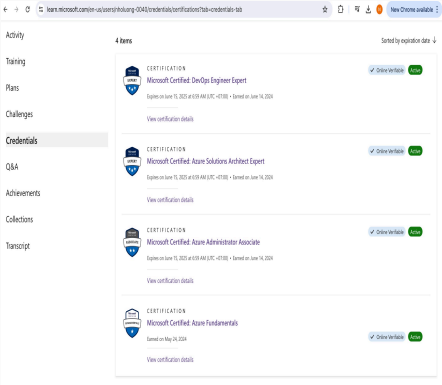 learn.microsoft.com/en-us/users/nholuong-0040/credentials/certifications?tab=credentials-tab
New Chrome available
Activity
Training
Plans
Challenges
Credentials
Q&A
Achievements
Collections
Transcript
4 items
Sorted by expiration date
CERTIFICATION
Microsoft Certified: DevOps Engineer Expert
Expires on June 15, 2025 at 6:59 AM (UTC +07:00) • Earned on June 14, 2024
View certification details
Online Verifiable
Active
CERTIFICATION
Microsoft Certified: Azure Solutions Architect Expert
Expires on June 15, 2025 at 6:59 AM (UTC +07:00) • Earned on June 14, 2024
View certification details
Online Verifiable
Active
CERTIFICATION
Microsoft Certified: Azure Administrator Associate
Expires on June 15, 2025 at 6:59 AM (UTC +07:00) • Earned on June 14, 2024
View certification details
Online Verifiable
Active
CERTIFICATION
Microsoft Certified: Azure Fundamentals
Earned on May 24, 2024
View certification details
Online Verifiable
Active